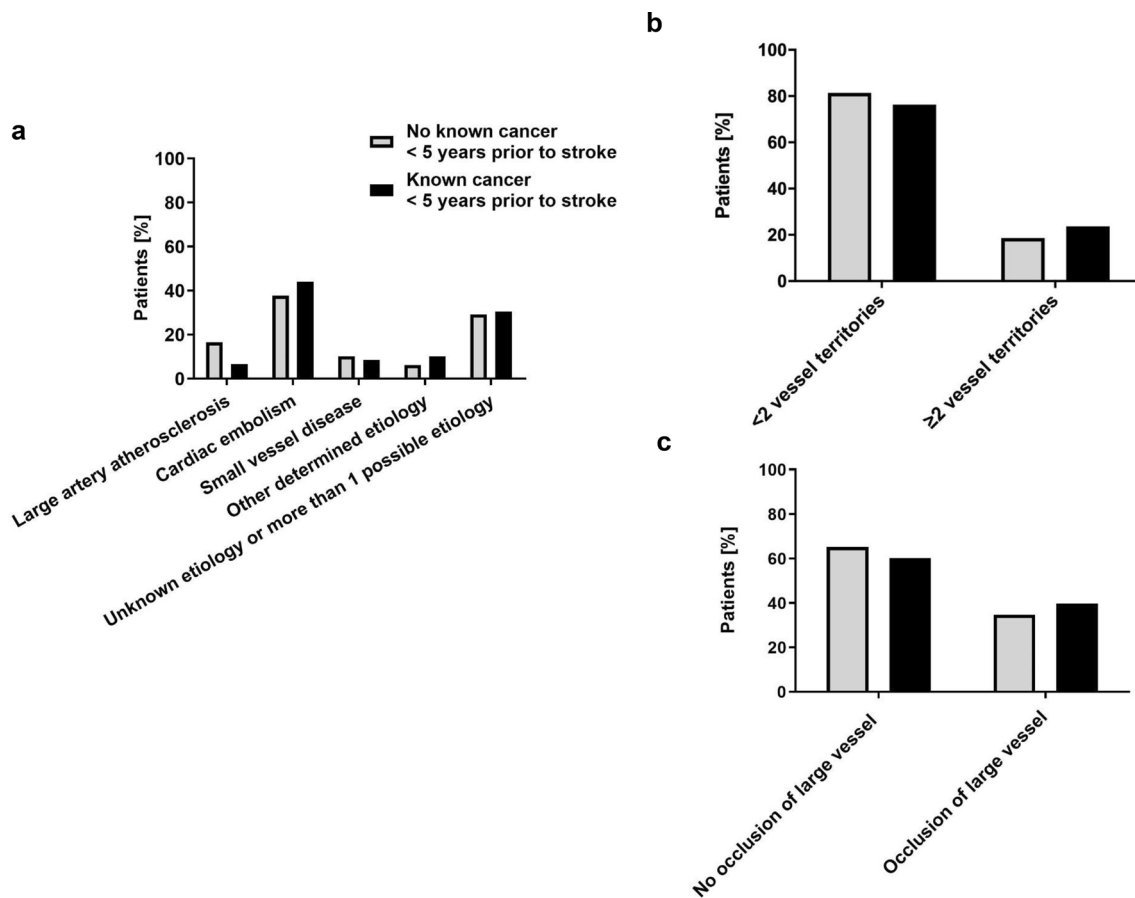 a
No known cancer
< 5 years prior to stroke
Known cancer
< 5 years prior to stroke
Patients [%]
100
80
60
40
20
0
Large artery atherosclerosis
Cardiac embolism
Small vessel disease
Other determined etiology
Unknown etiology or more than 1 possible etiology
b
Patients [%]
100
80
60
40
20
0
<2 vessel territories
≥2 vessel territories
c
Patients [%]
100
80
60
40
20
0
No occlusion of large vessel
Occlusion of large vessel